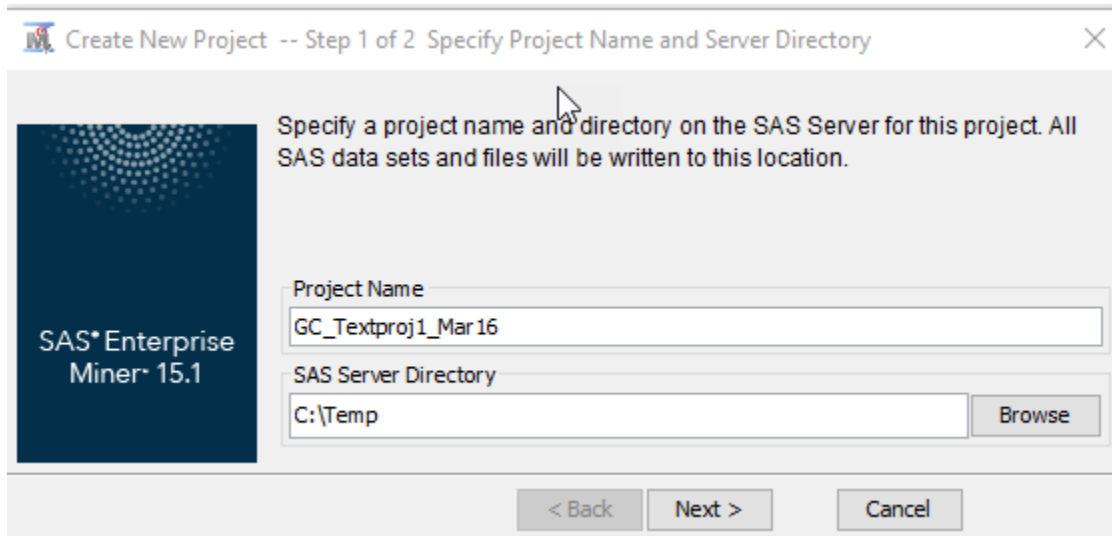 Create New Project -- Step 1 of 2 Specify Project Name and Server Directory
Specify a project name and directory on the SAS Server for this project. All
SAS data sets and files will be written to this location.
Project Name
GC_Textproj1_Mar16
SAS® Enterprise
Miner™ 15.1
SAS Server Directory
C:\Temp
Browse
< Back
Next >
Cancel